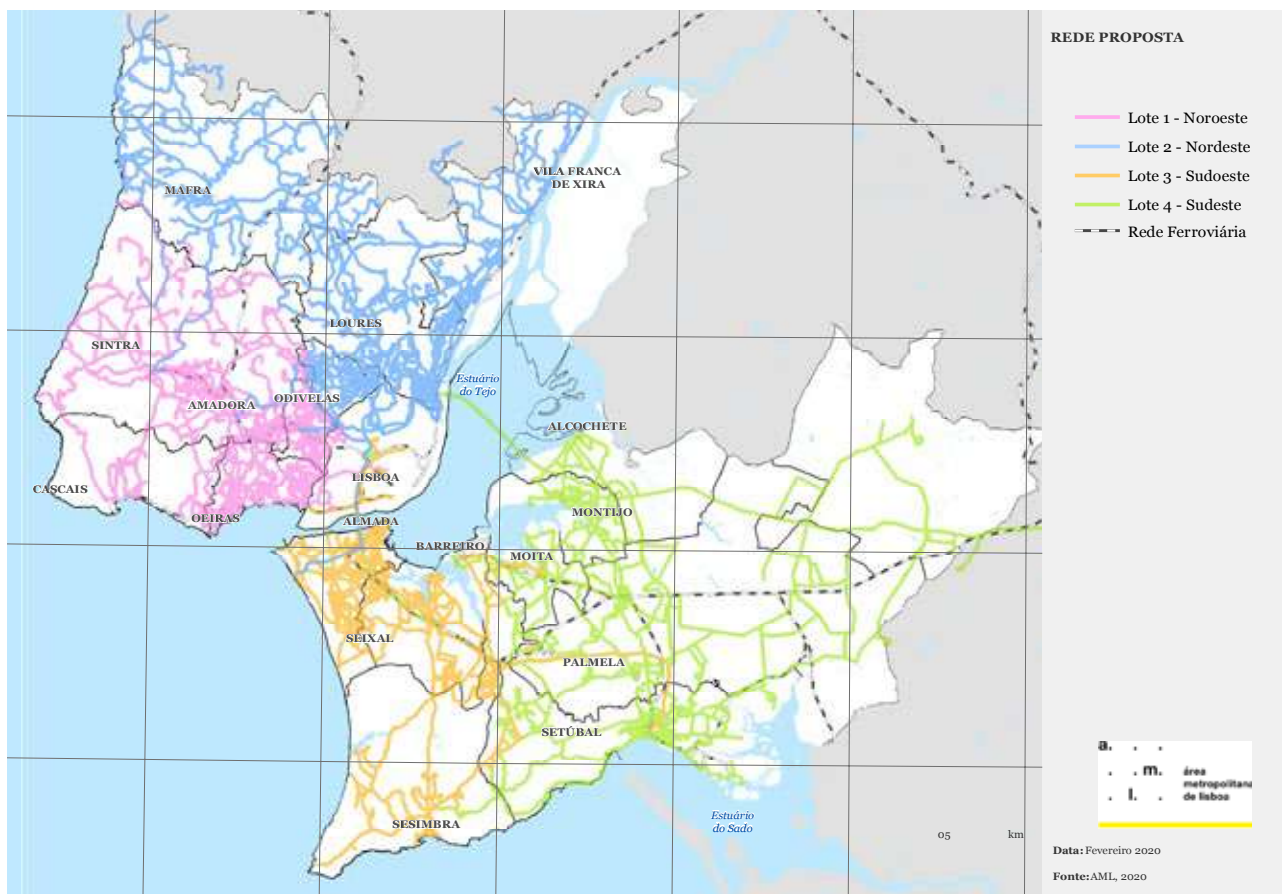 REDE PROPOSTA
Lote 1 - Noroeste
Lote 2 - Nordeste
Lote 3 - Sudoeste
Lote 4 - Sudeste
Rede Ferroviária
VILA FRANCA
DE XIRA
MAFRA
LOURES
SINTRA
Estuário
do Tejo
ODIVELAS
AMADORA
ALCOCHETE
LISBOA
CASCAIS
MONTIJO
OEIRAS
ALMADA
BARREIRO
MOITA
SEIXAL
PALMELA
SETÚBAL
Estuário
do Sado
SESIMBRA
05 km
a.
m. área
metropolitana
l. de lisboa
Data: Fevereiro 2020
Fonte: AML, 2020